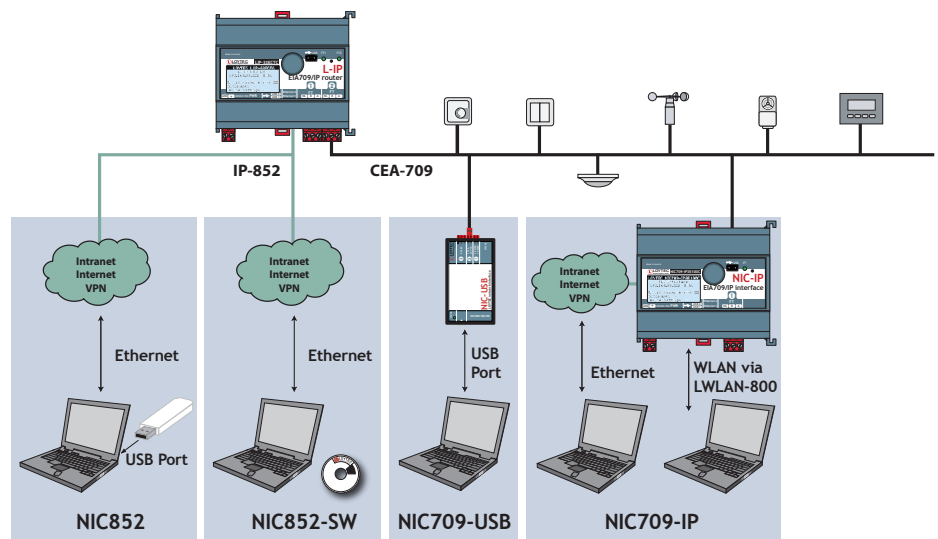 L-IP
EIA709/IP router
IP-852
CEA-709
Intranet
Internet
VPN
Ethernet
USB Port
NIC852
Intranet
Internet
VPN
Ethernet
NIC852-SW
NIC-USB
USB
Port
NIC709-USB
Intranet
Internet
VPN
Ethernet
NIC-IP
EIA709/IP interface
WLAN via
LWLAN-800
NIC709-IP